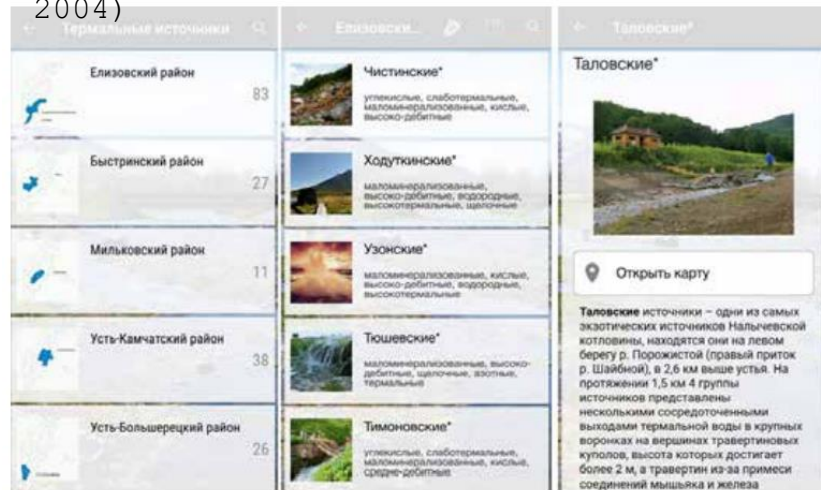 2004)
Термальные источники
Елизовский район
83
Быстринский район
27
Мильковский район
11
Усть-Камчатский район
38
Усть-Большерецкий район
26
Елизовски...
Чистинские*
углекислые, слаботермальные,
маломинерализованные, кислые,
высоко-дебитные
Ходуткинские*
маломинерализованные,
высоко-дебитные, водородные,
высокотермальные, щелочные
Узонские*
маломинерализованные, кислые,
высоко-дебитные, водородные,
высокотермальные
Тюшевские*
маломинерализованные, высоко-
дебитные, щелочные, азотные,
термальные
Тимоновские*
углекислые, слаботермальные,
маломинерализованные, кислые,
средне-дебитные
Таловские*
Таловские*
Открыть карту
Таловские источники – одни из самых
экзотических источников Налычевской
котловины, находятся они на левом
берегу р. Порожистой (правый приток
р. Шайбной), в 2,6 км выше устья. На
протяжении 1,5 км 4 группы
источников представлены
несколькими сосредоточенными
выходами термальной воды в крупных
воронках на вершинах травертиновых
куполов, высота которых достигает
более 2 м, а травертин из-за примеси
соединений мышьяка и железа